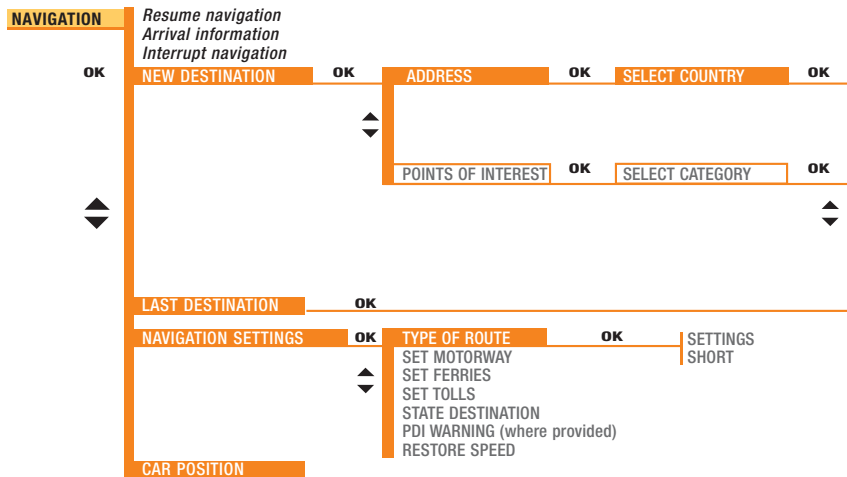 NAVIGATION
Resume navigation
Arrival information
Interrupt navigation
OK
NEW DESTINATION OK ADDRESS OK SELECT COUNTRY OK
POINTS OF INTEREST OK SELECT CATEGORY OK
LAST DESTINATION OK
NAVIGATION SETTINGS OK TYPE OF ROUTE OK SETTINGS
SET MOTORWAY SHORT
SET FERRIES
SET TOLLS
STATE DESTINATION
PDI WARNING (where provided)
RESTORE SPEED
CAR POSITION